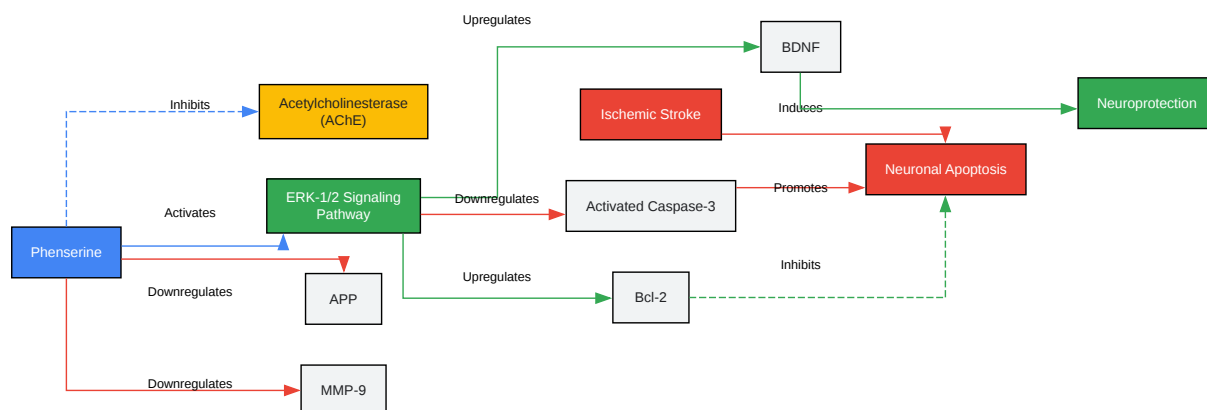 Upregulates
BDNF
Inhibits
Acetylcholinesterase
(AChE)
Ischemic Stroke
Induces
Neuroprotection
Neuronal Apoptosis
ERK-1/2 Signaling
Pathway
Downregulates
Activated Caspase-3
Promotes
Activates
Phenserine
Downregulates
APP
Upregulates
Bcl-2
Inhibits
Downregulates
MMP-9